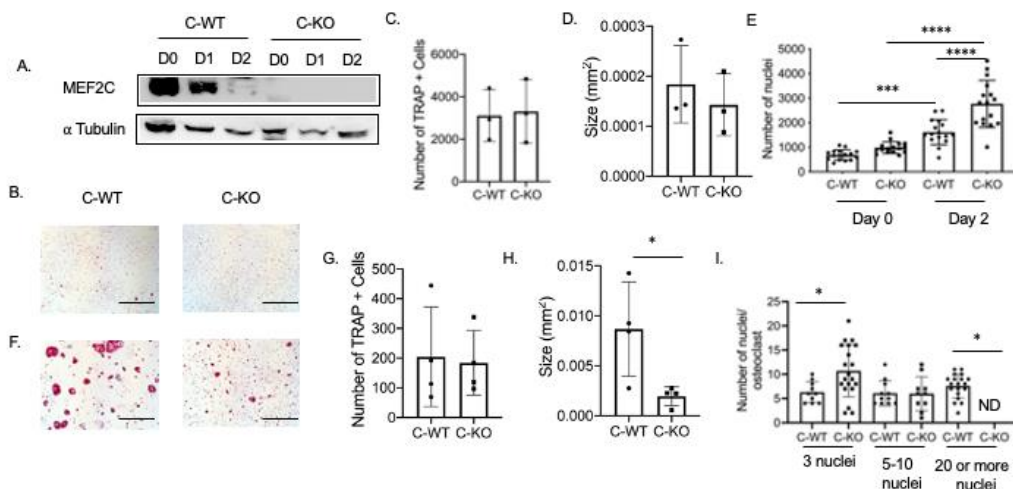 C-WT C-KO
A. D0 D1 D2 D0 D1 D2
MEF2C
α Tubulin
B. C-WT C-KO
F.
C.
Number of TRAP + Cells
6000
4000
2000
0
C-WT C-KO
D.
Size (mm²)
0.0003
0.0002
0.0001
0.0000
C-WT C-KO
E.
****
****
***
Number of nuclei
5000
4000
3000
2000
1000
0
C-WT C-KO C-WT C-KO
Day 0 Day 2
G.
Number of TRAP + Cells
500
400
300
200
100
0
C-WT C-KO
H.
*
Size (mm²)
0.015
0.010
0.005
0.000
C-WT C-KO
I.
*
*
Number of nuclei/
osteoclast
25
20
15
10
5
0
ND
C-WT C-KO C-WT C-KO C-WT C-KO
3 nuclei 5-10 nuclei 20 or more nuclei